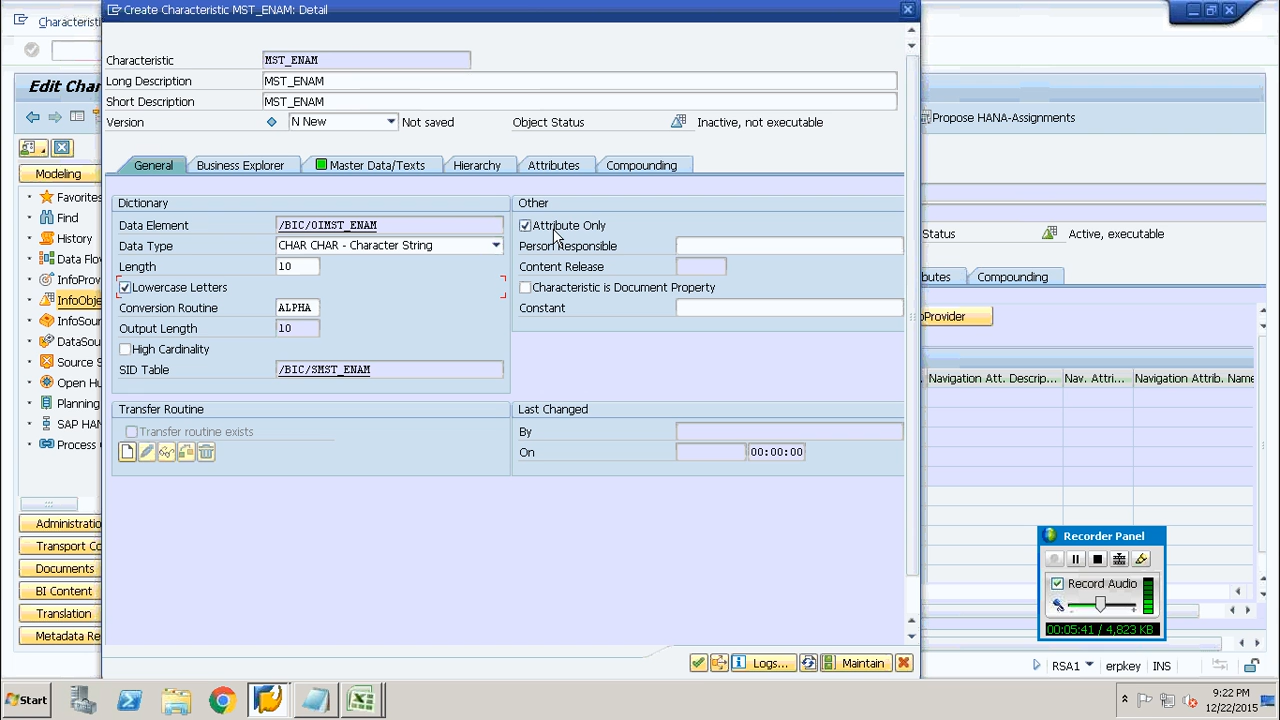 Create Characteristic MST_ENAM: Detail
Characteristi
Edit Char
Characteristic MST_ENAM
Long Description MST_ENAM
Short Description MST_ENAM
Version N New Not saved Object Status Inactive, not executable
Propose HANA-Assignments
General Business Explorer Master Data/Texts Hierarchy Attributes Compounding
Modeling
Favorites
Find
History
Data Flo
InfoProv
InfoObje
InfoSour
DataSour
Source S
Open Hu
Planning
SAP HAN
Process C
Administratio
Transport Co
Documents
BI Content
Translation
Metadata Re
Dictionary
Data Element /BIC/OIMST_ENAM
Data Type CHAR CHAR - Character String
Length 10
Lowercase Letters
Conversion Routine ALPHA
Output Length 10
High Cardinality
SID Table /BIC/SMST_ENAM
Transfer Routine
Transfer routine exists
Other
Attribute Only
Person Responsible
Content Release
Characteristic is Document Property
Constant
Last Changed
By
On 00:00:00
Status Active, executable
butes Compounding
oProvider
Navigation Att. Descrip... Nav. Attri... Navigation Attrib. Name
Recorder Panel
Record Audio
00:05:41 / 4,823 KB
Logs... Maintain
RSA1 erpkey INS
Start
9:22 PM
12/22/2015